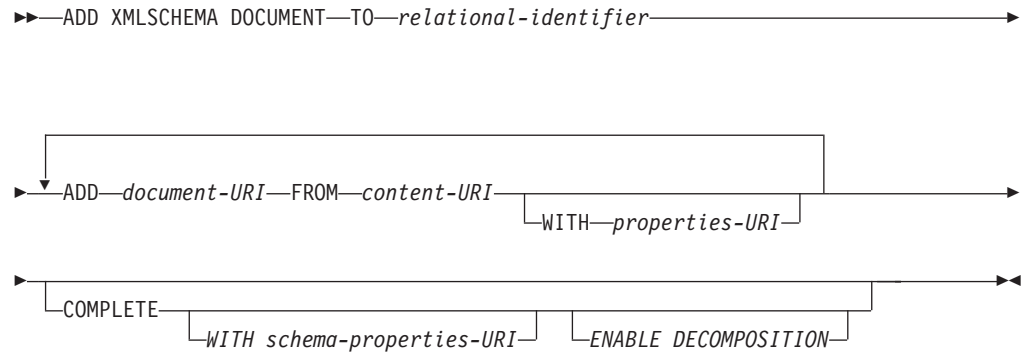 ADD XMLSCHEMA DOCUMENT TO relational-identifier
ADD document-URI FROM content-URI
WITH properties-URI
COMPLETE
WITH schema-properties-URI ENABLE DECOMPOSITION